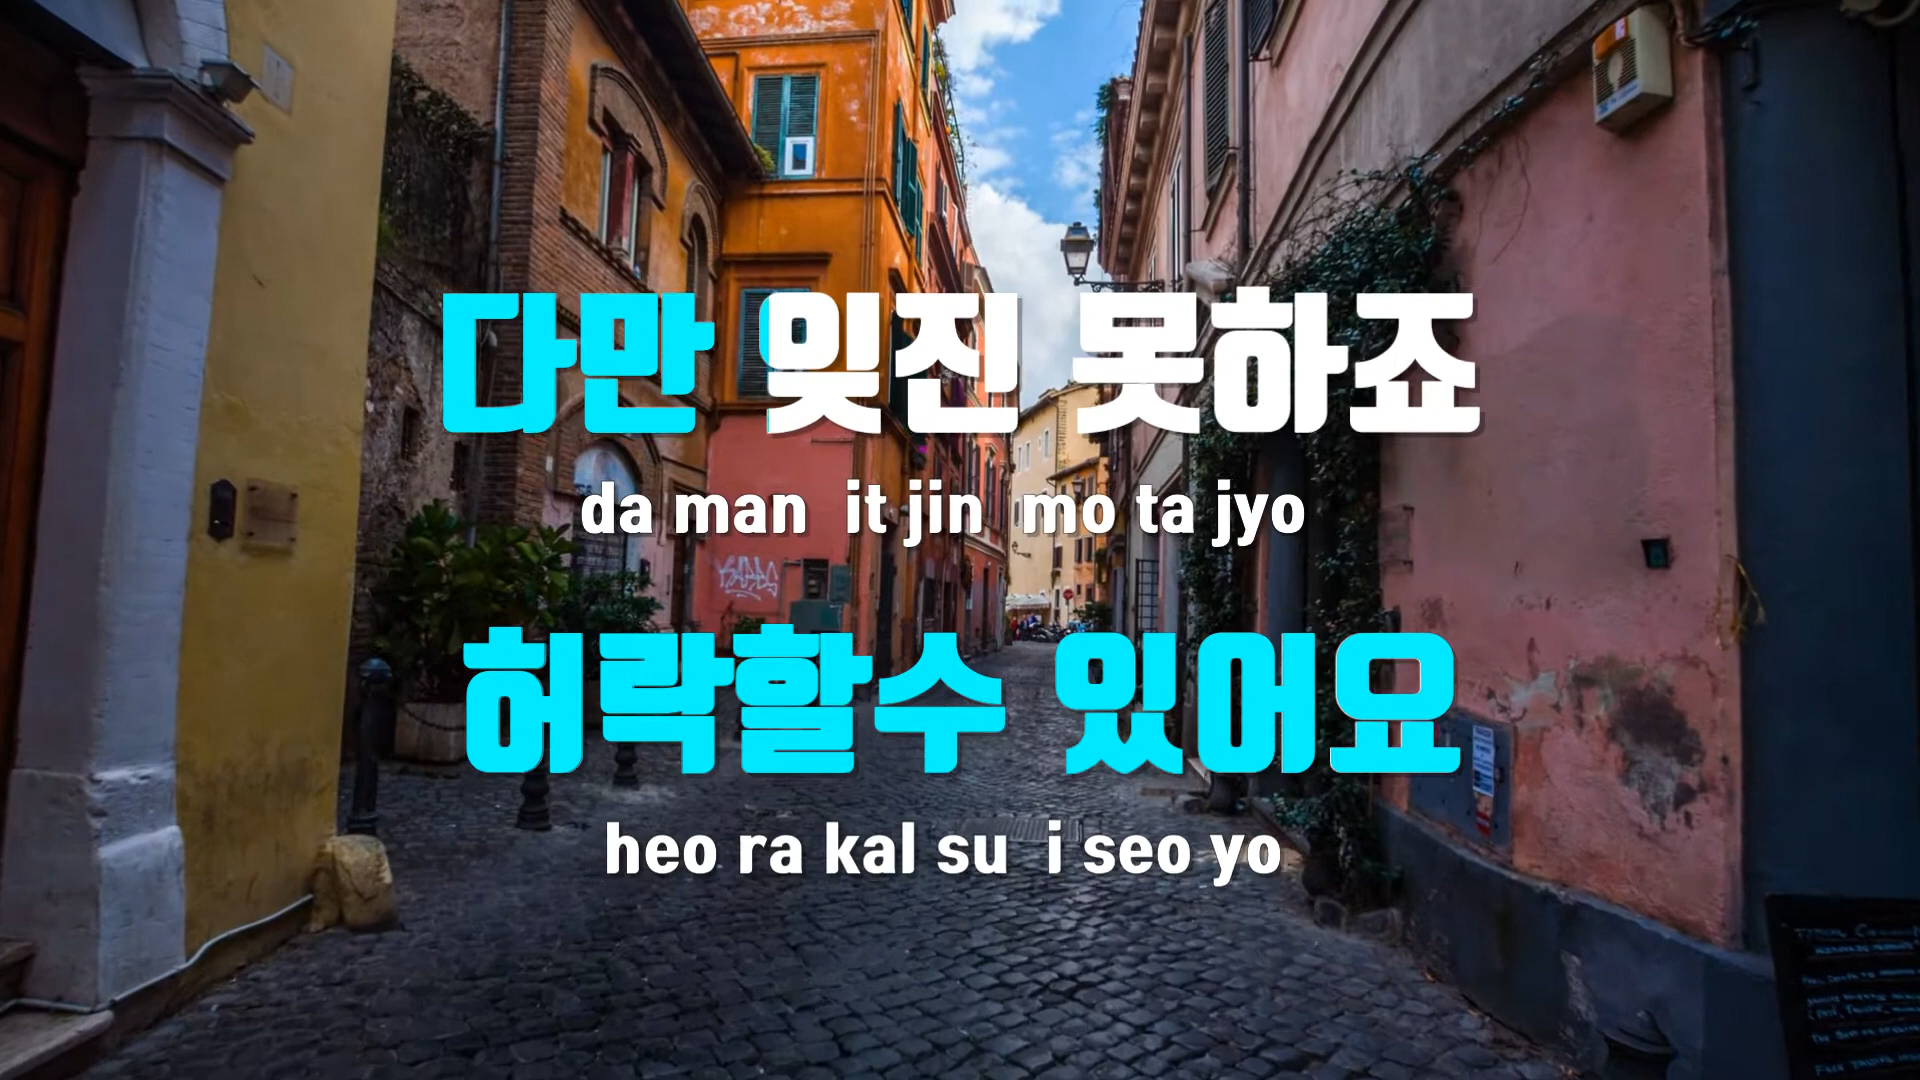 다만 잊진 못하죠
da man it jin mo ta jyo
허락할수 있어요
heo ra kal su i seo yo